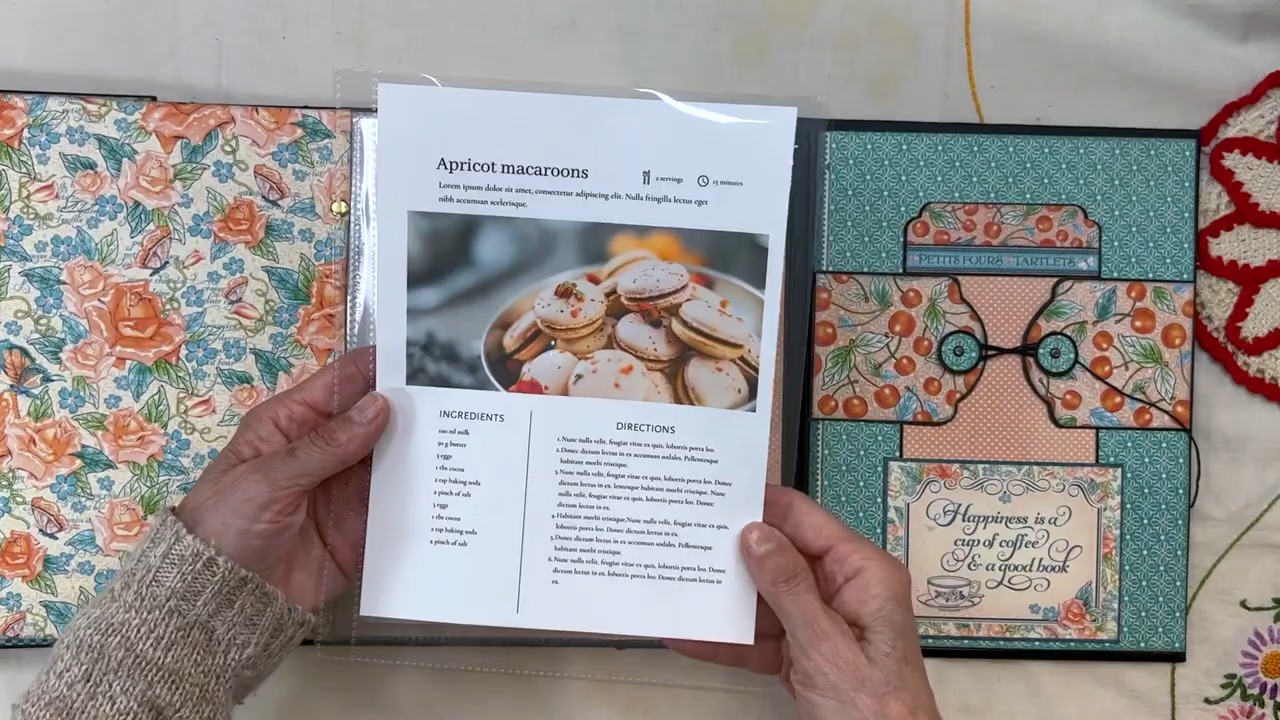 Apricot macaroons
2 servings
15 minutes
Lorem ipsum dolor sit amet, consectetur adipiscing elit. Nulla fringilla lectus eget
nibh accumsan scelerisque.
INGREDIENTS
100 ml milk
50 g butter
3 eggs
1 tbs cocoa
2 tsp baking soda
2 pinch of salt
3 eggs
1 tbs cocoa
2 tsp baking soda
2 pinch of salt
DIRECTIONS
1. Nunc nulla velit, feugiat vitae ex quis, lobortis porta leo.
2. Donec dictum lectus in ex accumsan sodales. Pellentesque
habitant morbi tristique.
3. Nunc nulla velit, feugiat vitae ex quis, lobortis porta leo. Donec
dictum lectus in ex. lentesque habitant morbi tristique. Nunc
nulla velit, feugiat vitae ex quis, lobortis porta leo. Donec
dictum lectus in ex.
4. Habitant morbi tristique.Nunc nulla velit, feugiat vitae ex quis,
lobortis porta leo. Donec dictum lectus in ex.
5. Donec dictum lectus in ex accumsan sodales. Pellentesque
habitant morbi tristique.
6. Nunc nulla velit, feugiat vitae ex quis, lobortis porta leo. Donec
dictum lectus in ex. lobortis porta leo. Donec dictum lectus in
ex.
PETITS FOURS TARTLETS
Happiness is a
cup of coffee
& a good book